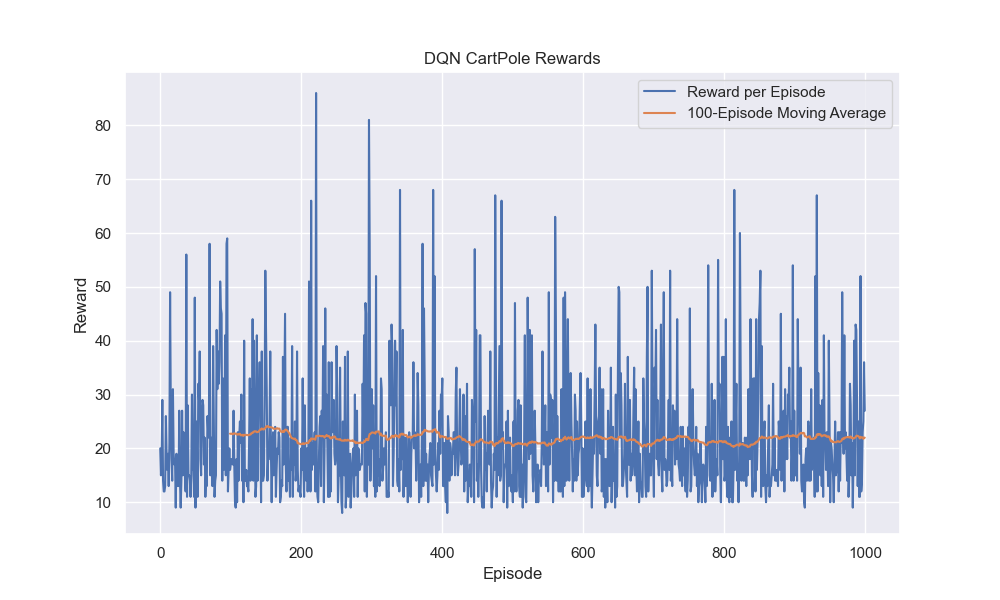 DQN CartPole Rewards
Reward per Episode
100-Episode Moving Average
80
70
60
50
40
30
20
10
Reward
0
200
400
600
800
1000
Episode